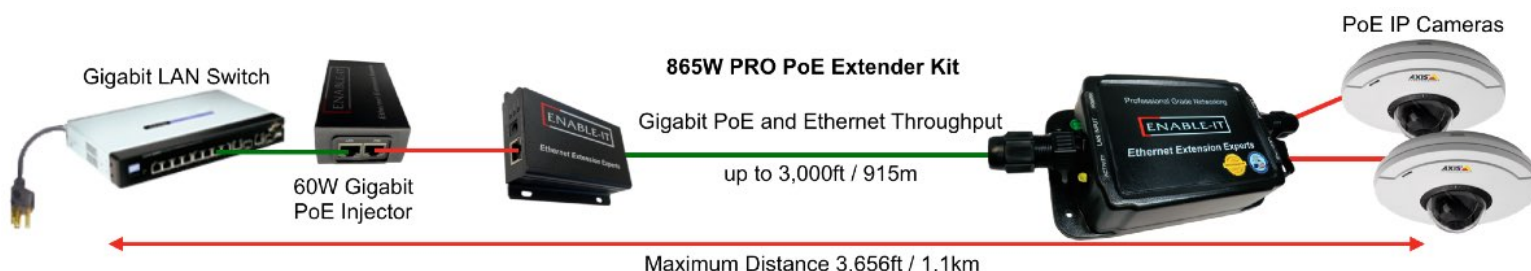 PoE IP Cameras
Gigabit LAN Switch
865W PRO PoE Extender Kit
ENABLE-IT
ENABLE-IT
Ethernet Extension Experts
Gigabit PoE and Ethernet Throughput
up to 3,000ft / 915m
Professional Grade Networking
ENABLE-IT
Ethernet Extension Experts
AXIS
AXIS
60W Gigabit
PoE Injector
Maximum Distance 3,656ft / 1.1km